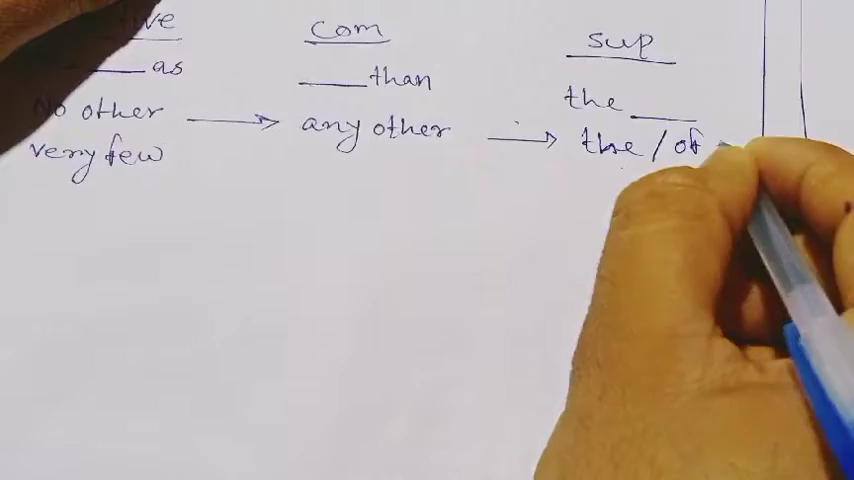 com
sup
as
than
the
No other → any other → the / of
very few